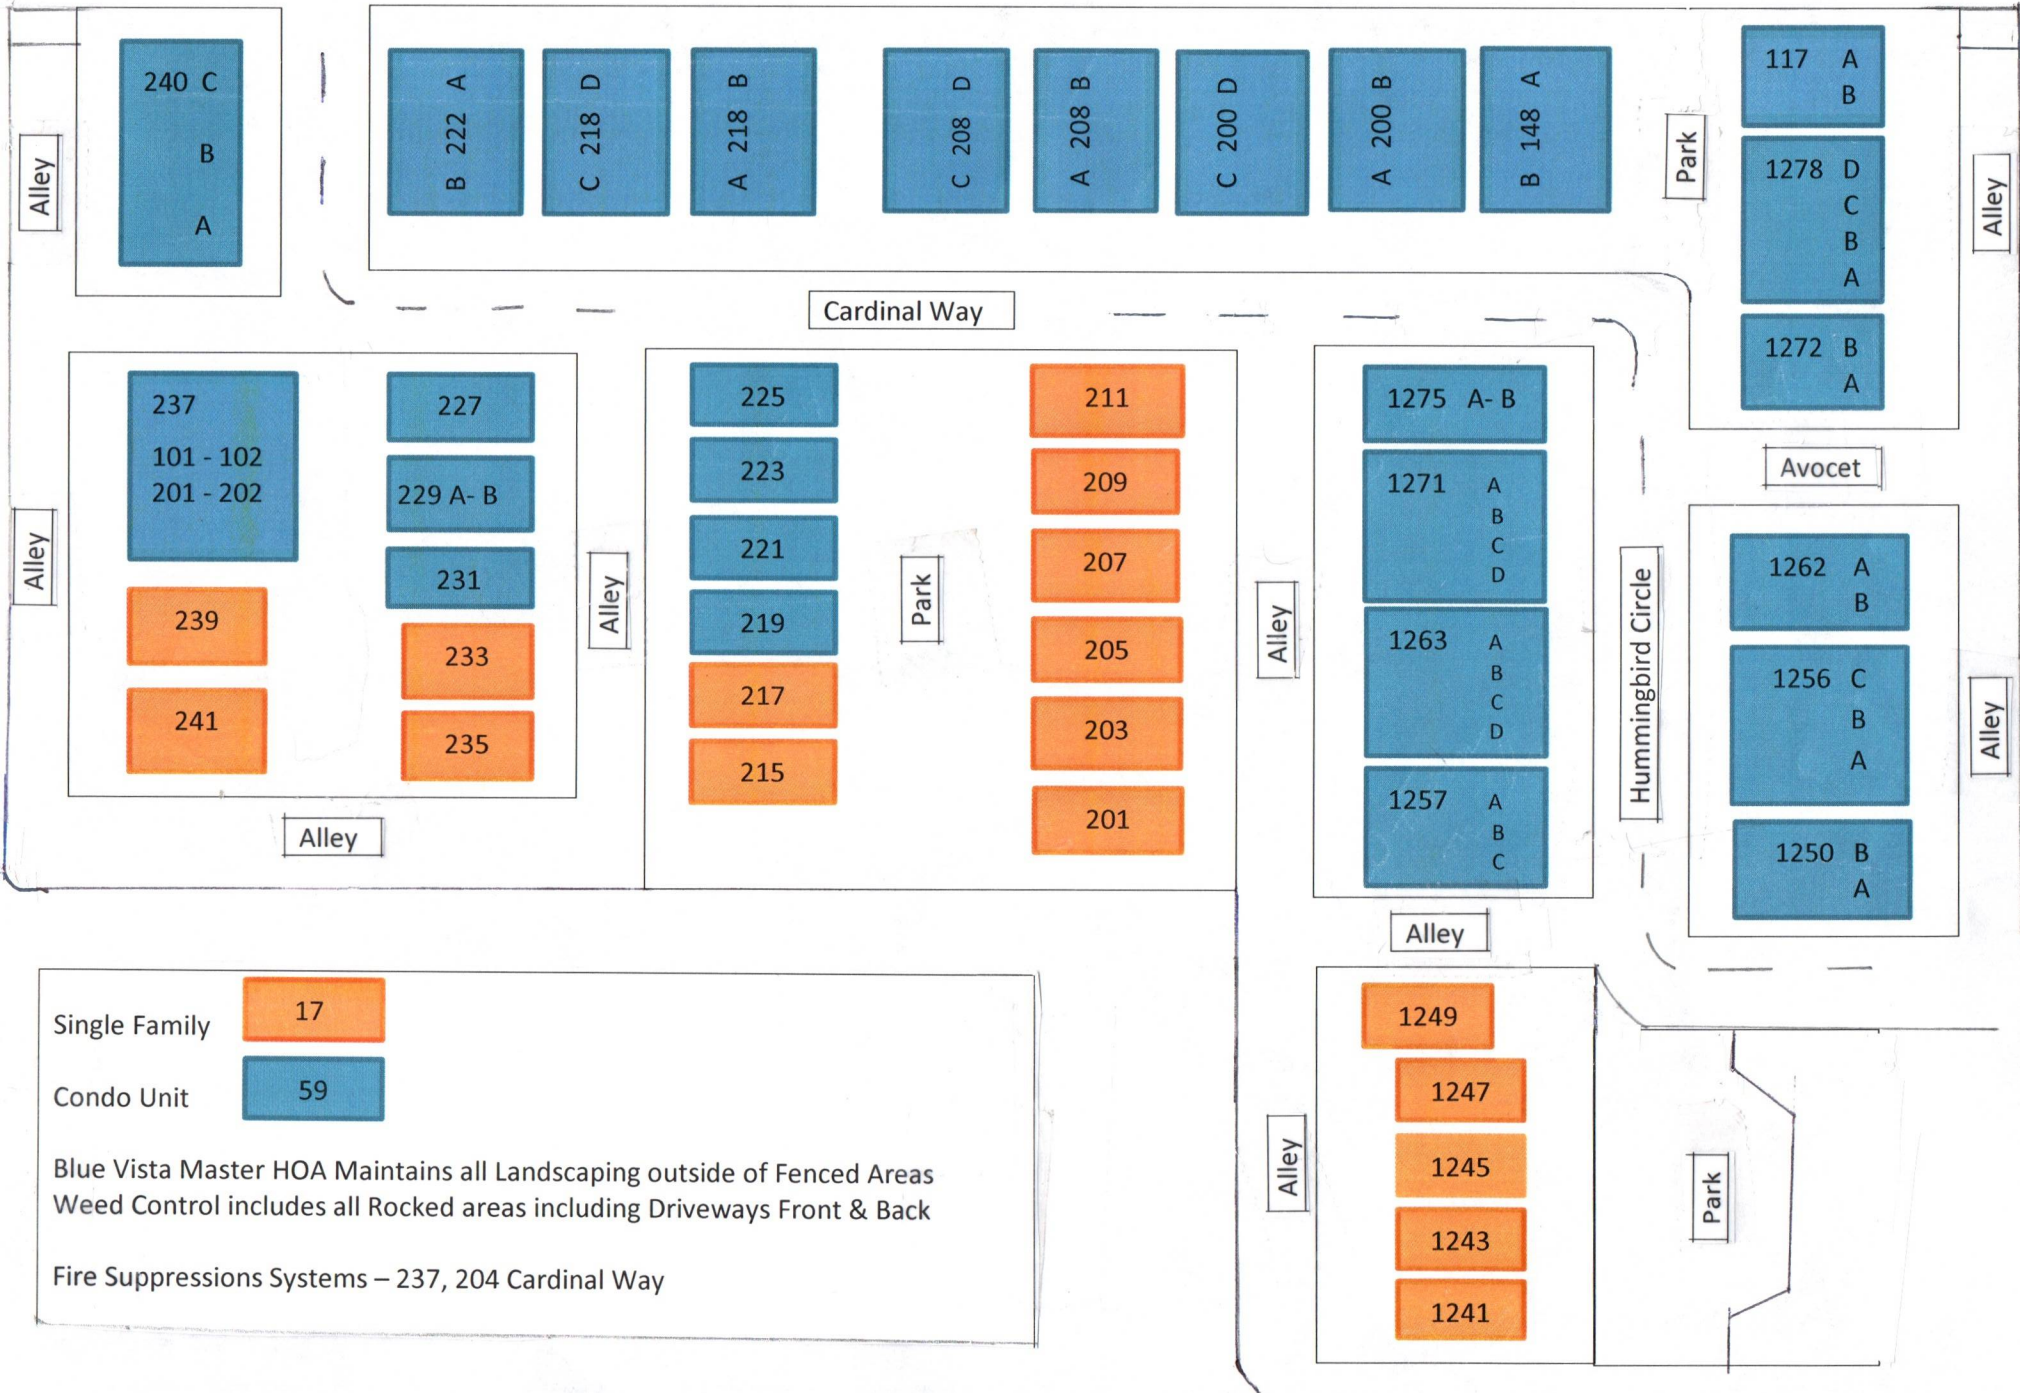 240 C
B
A
Alley
B 222 A
C 218 D
A 218 B
C 208 D
A 208 B
C 200 D
A 200 B
B 148 A
Park
117 A
B
1278 D
C
B
A
1272 B
A
Alley
Cardinal Way
237
101 - 102
201 - 202
239
241
227
229 A- B
231
233
235
Alley
Alley
Alley
225
223
221
219
217
215
Park
211
209
207
205
203
201
Alley
1275 A- B
1271 A
B
C
D
1263 A
B
C
D
1257 A
B
C
Hummingbird Circle
Avocet
1262 A
B
1256 C
B
A
1250 B
A
Alley
Alley
1249
1247
1245
1243
1241
Alley
Park
Single Family 17
Condo Unit 59
Blue Vista Master HOA Maintains all Landscaping outside of Fenced Areas
Weed Control includes all Rocked areas including Driveways Front & Back
Fire Suppressions Systems – 237, 204 Cardinal Way